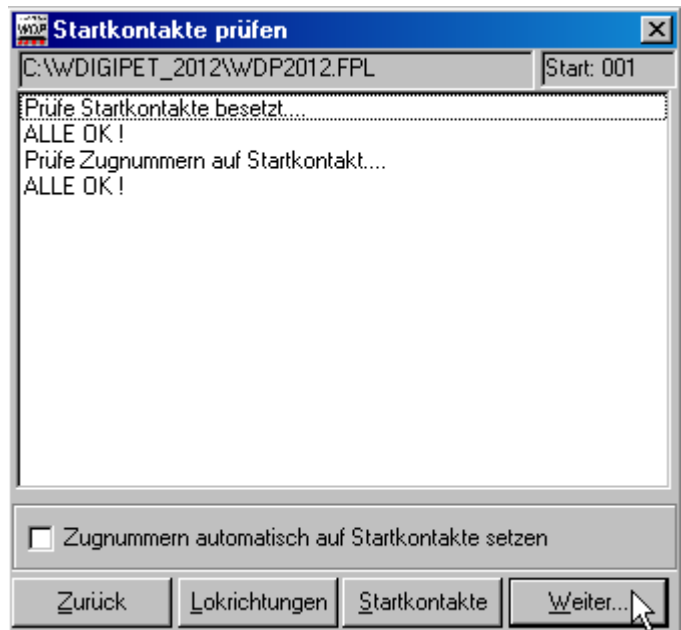 Startkontakte prüfen
C:\WDIGIPET_2012\WDP2012.FPL Start: 001
Prüfe Startkontakte besetzt....
ALLE OK !
Prüfe Zugnummern auf Startkontakt....
ALLE OK !
Zugnummern automatisch auf Startkontakte setzen
Zurück Lokrichtungen Startkontakte Weiter...